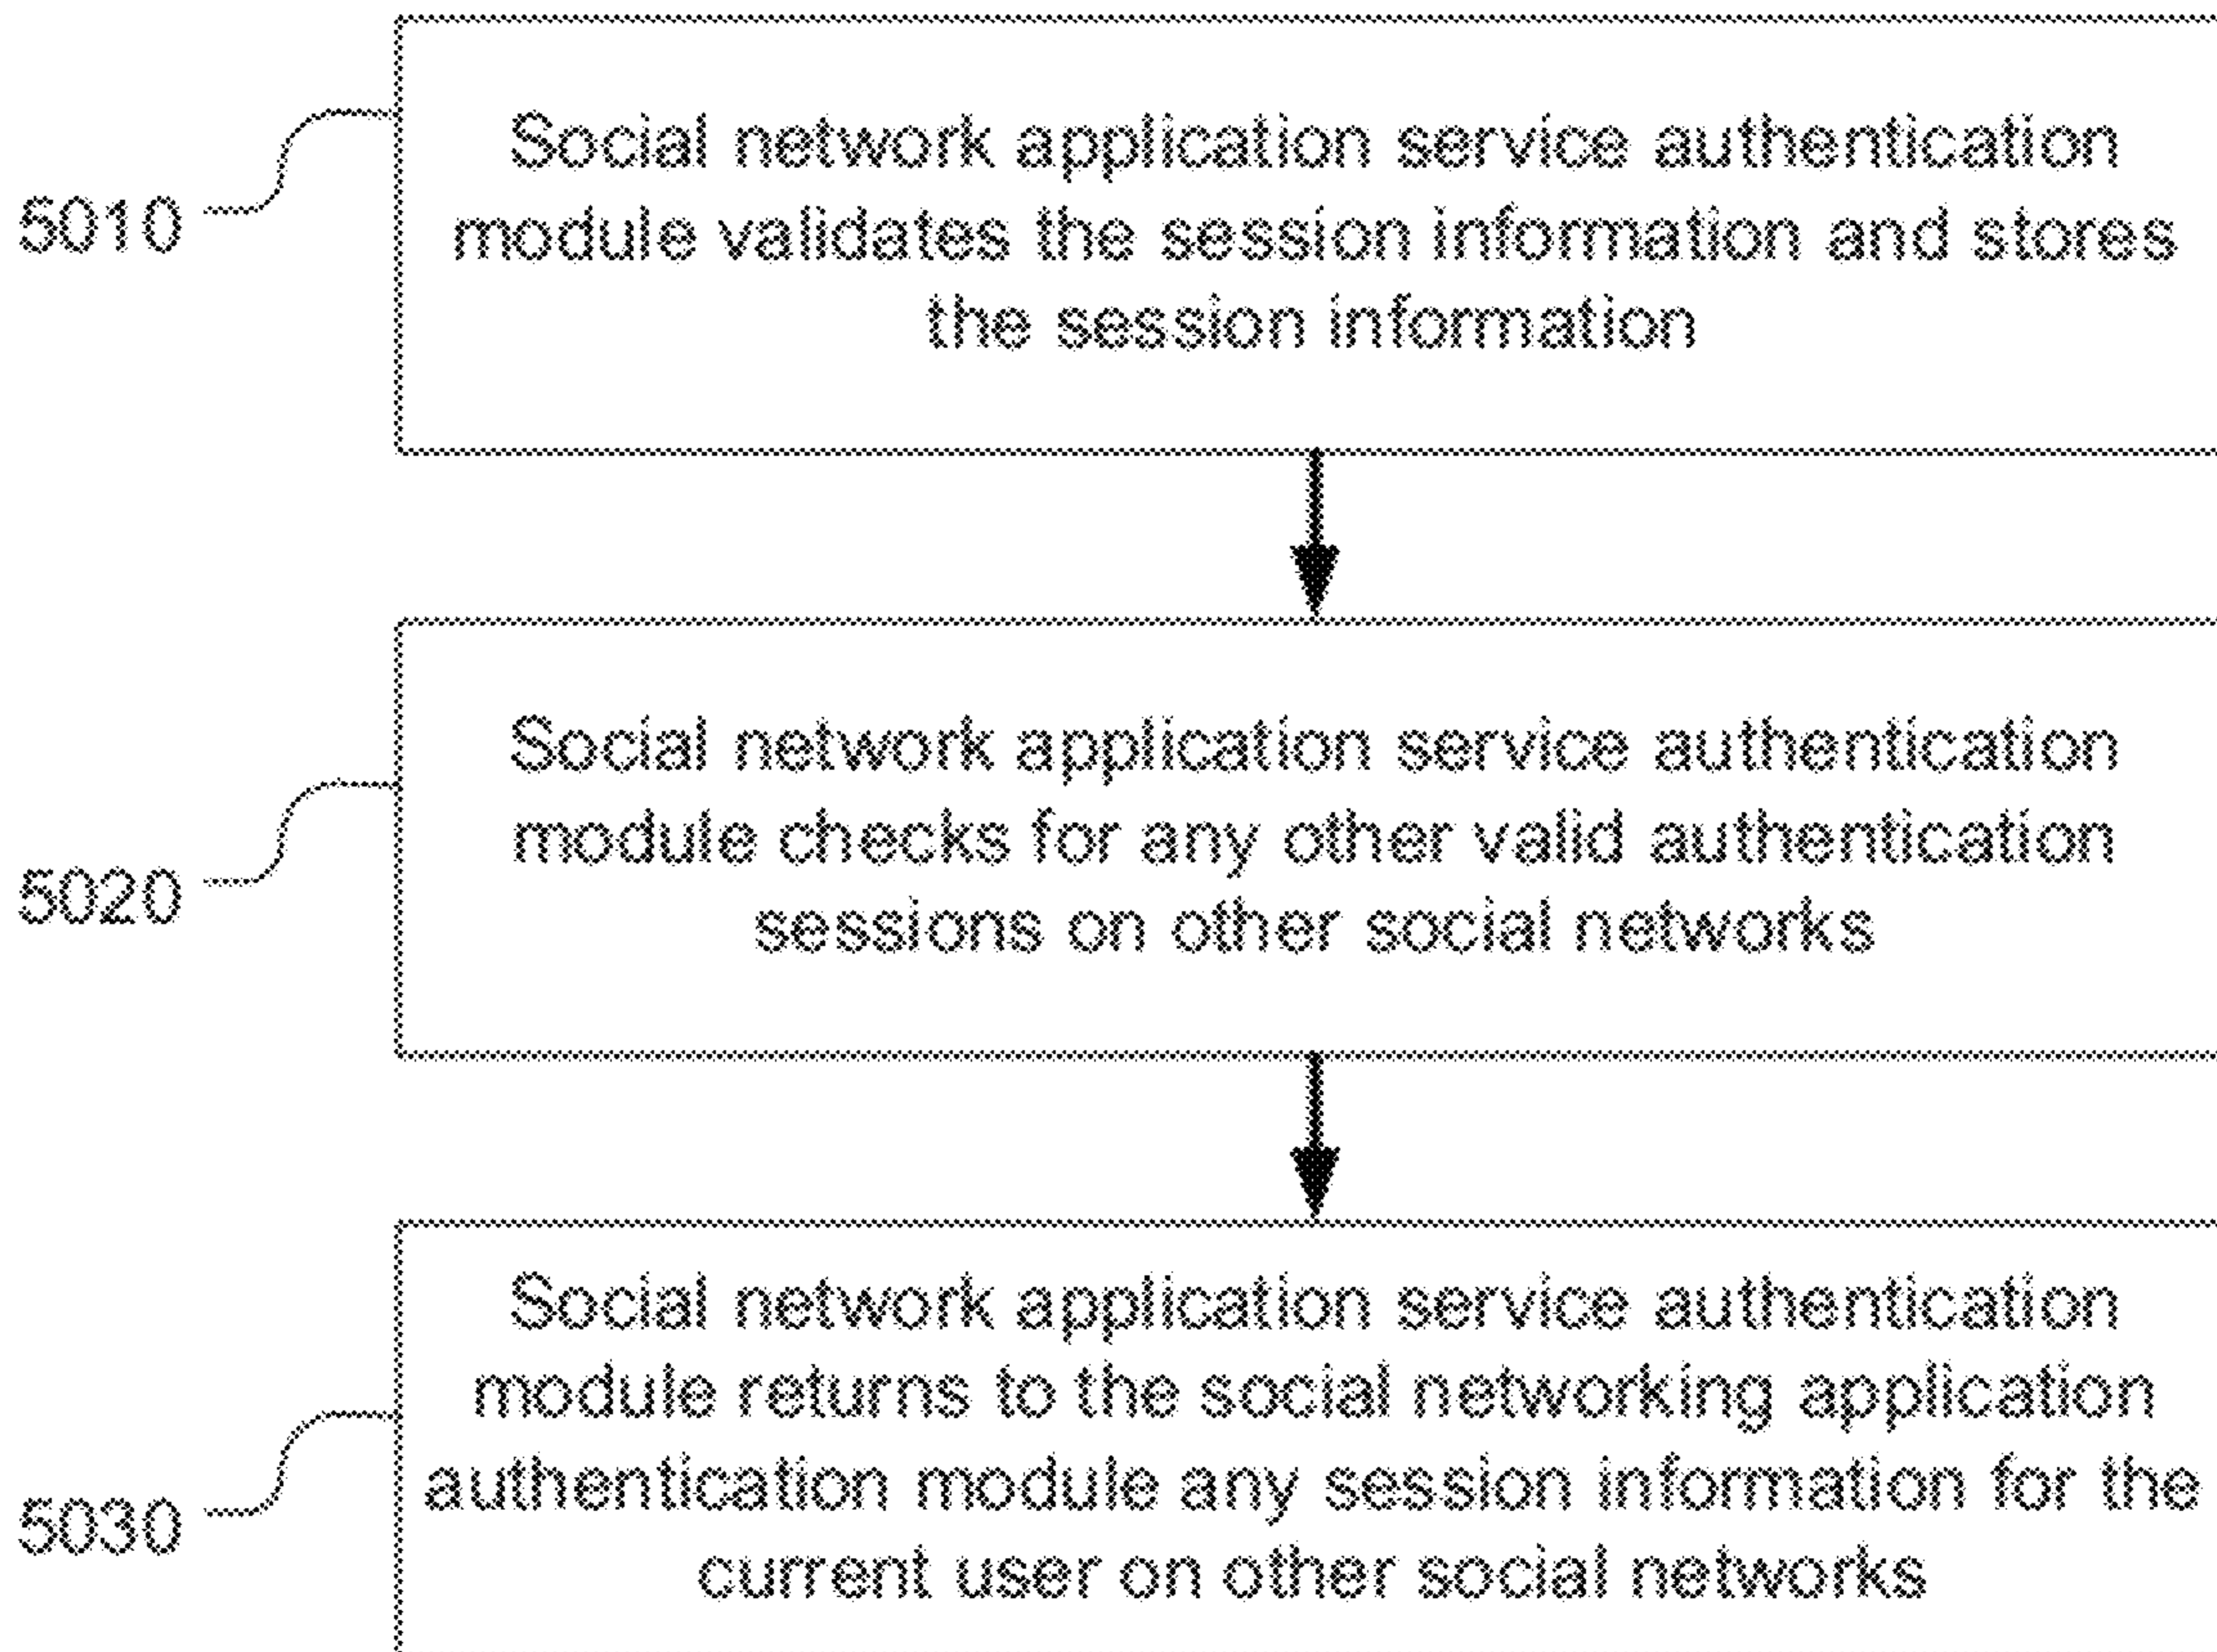 5010
Social network application service authentication
module validates the session information and stores
the session information
5020
Social network application service authentication
module checks for any other valid authentication
sessions on other social networks
5030
Social network application service authentication
module returns to the social networking application
authentication module any session information for the
current user on other social networks